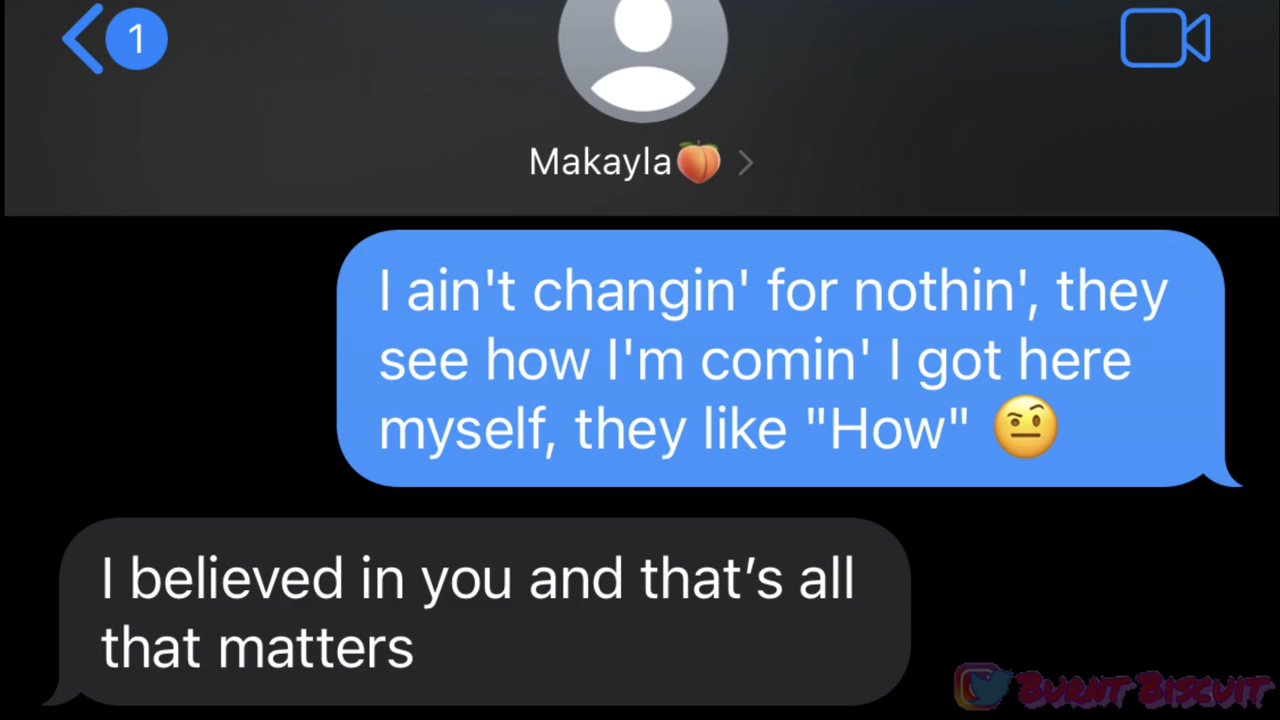 1
Makayla🍑
I ain't changin' for nothin', they
see how I'm comin' I got here
myself, they like "How" 🤨
I believed in you and that’s all
that matters
BURNT BISCUIT